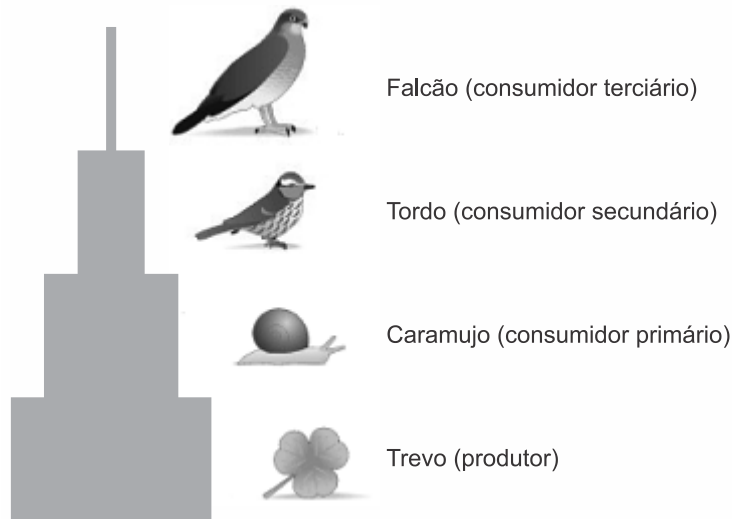 Falcão (consumidor terciário)
Tordo (consumidor secundário)
Caramujo (consumidor primário)
Trevo (produtor)